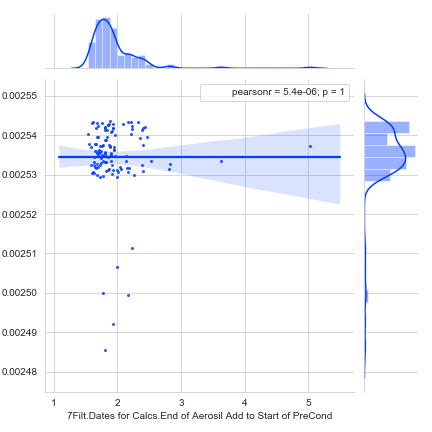 pearsonr = 5.4e-06; p = 1
0.00255
0.00254
0.00253
0.00252
0.00251
0.00250
0.00249
0.00248
1 2 3 4 5
7Filt.Dates for Calcs.End of Aerosil Add to Start of PreCond